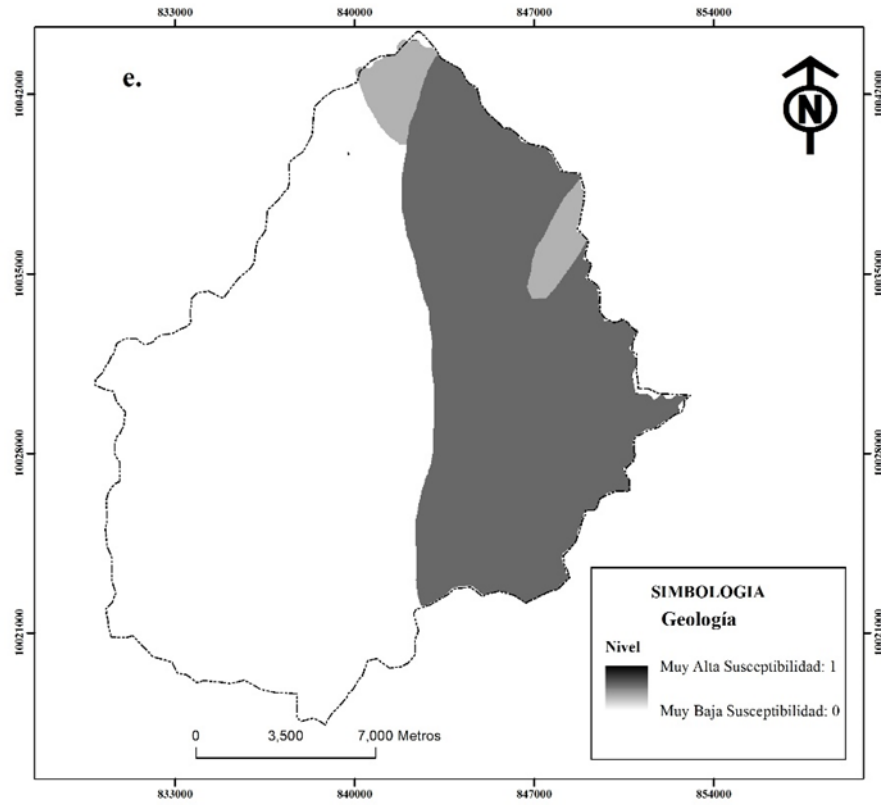 833000 840000 847000 854000
e.
N
10042000 10042000
10035000 10035000
10028000 10028000
10021000 10021000
SIMBOLOGIA
Geología
Nivel
Muy Alta Susceptibilidad: 1
Muy Baja Susceptibilidad: 0
0 3,500 7,000 Metros
833000 840000 847000 854000